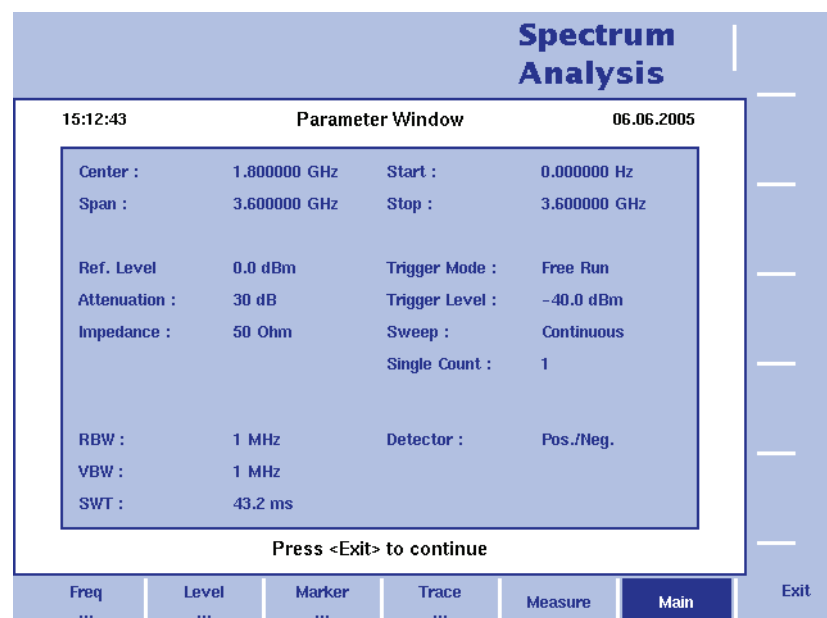 Spectrum
Analysis
15:12:43 Parameter Window 06.06.2005
Center : 1.800000 GHz Start : 0.000000 Hz
Span : 3.600000 GHz Stop : 3.600000 GHz
Ref. Level 0.0 dBm Trigger Mode : Free Run
Attenuation : 30 dB Trigger Level : -40.0 dBm
Impedance : 50 Ohm Sweep : Continuous
Single Count : 1
RBW : 1 MHz Detector : Pos./Neg.
VBW : 1 MHz
SWT : 43.2 ms
Press <Exit> to continue
Freq ... Level ... Marker ... Trace ... Measure Main Exit